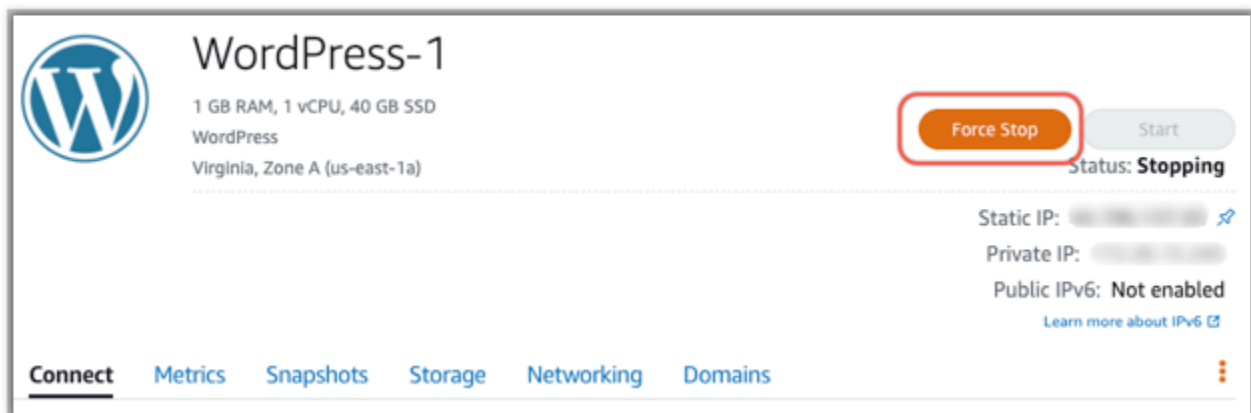 WordPress-1
1 GB RAM, 1 vCPU, 40 GB SSD
WordPress
Virginia, Zone A (us-east-1a)
Force Stop
Start
Status: Stopping
Static IP:
Private IP:
Public IPv6: Not enabled
Learn more about IPv6
Connect Metrics Snapshots Storage Networking Domains